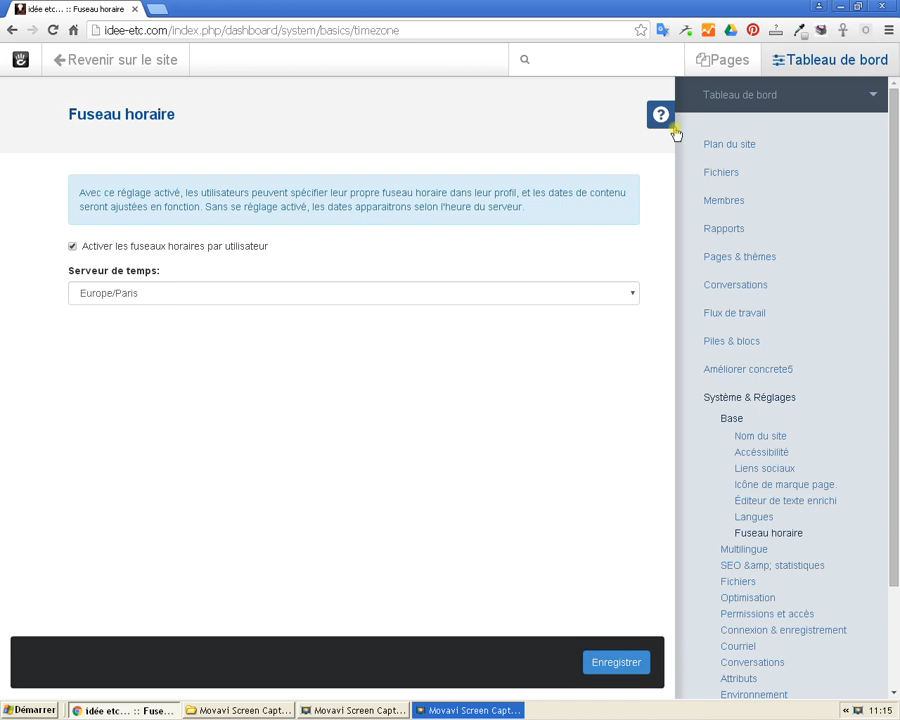 idée etc... :: Fuseau horaire
idee-etc.com/index.php/dashboard/system/basics/timezone
Revenir sur le site
Pages
Tableau de bord
Fuseau horaire
Avec ce réglage activé, les utilisateurs peuvent spécifier leur propre fuseau horaire dans leur profil, et les dates de contenu
seront ajustées en fonction. Sans se réglage activé, les dates apparaitrons selon l'heure du serveur.
Activer les fuseaux horaires par utilisateur
Serveur de temps:
Europe/Paris
Enregistrer
Tableau de bord
Plan du site
Fichiers
Membres
Rapports
Pages & thèmes
Conversations
Flux de travail
Piles & blocs
Améliorer concrete5
Système & Réglages
Base
Nom du site
Accéssibilité
Liens sociaux
Icône de marque page.
Éditeur de texte enrichi
Langues
Fuseau horaire
Multilingue
SEO &amp; statistiques
Fichiers
Optimisation
Permissions et accès
Connexion & enregistrement
Courriel
Conversations
Attributs
Environnement
Démarrer
idée etc... :: Fuse...
Movavi Screen Capt...
Movavi Screen Capt...
Movavi Screen Capt...
11:15